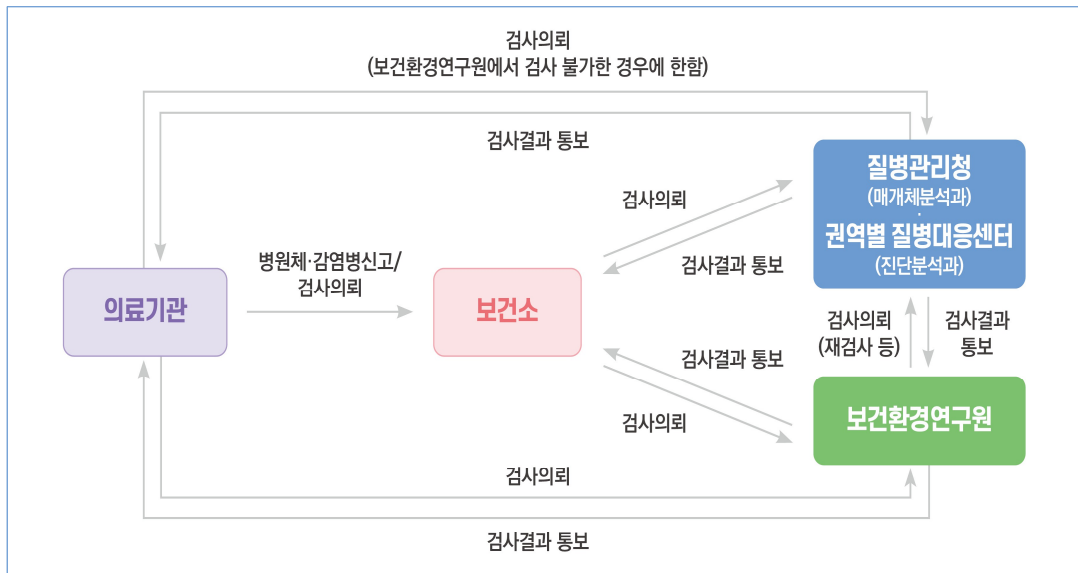 검사의뢰
(보건환경연구원에서 검사 불가한 경우에 한함)
검사결과 통보
질병관리청
(매개체분석과)
·
권역별 질병대응센터
(진단분석과)
검사의뢰
검사결과 통보
병원체·감염병신고/
검사의뢰
의료기관
보건소
검사의뢰
(재검사 등)
검사결과
통보
검사결과 통보
검사의뢰
보건환경연구원
검사의뢰
검사결과 통보